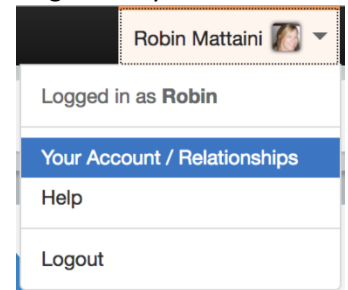 Robin Mattaini
Logged in as Robin
Your Account / Relationships
Help
Logout